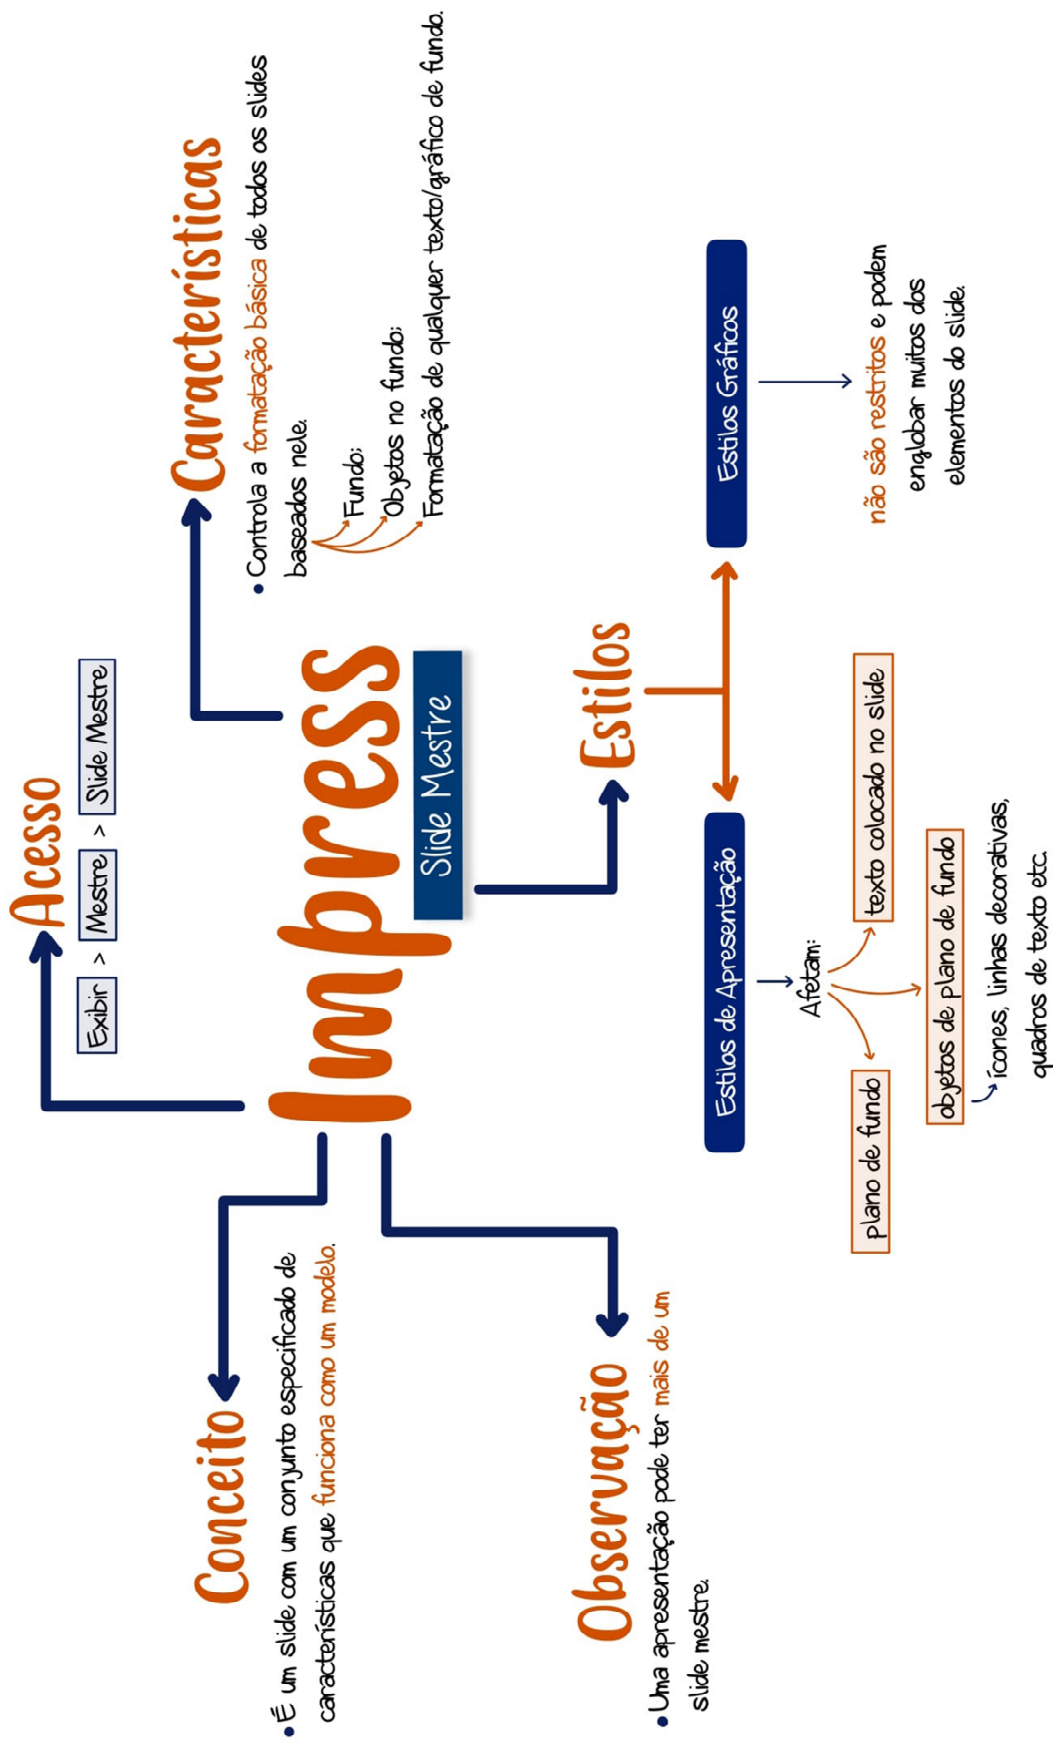 Acesso
Exibir > Mestre > Slide Mestre
Conceito
• É um slide com um conjunto especificado de
características que funciona como um modelo.
Características
• Controla a formatação básica de todos os slides
baseados nele.
Fundo;
Objetos no fundo;
Formatação de qualquer texto/gráfico de fundo.
Impress
Slide Mestre
Observação
• Uma apresentação pode ter mais de um
slide mestre.
Estilos
Estilos de Apresentação
Afetam:
plano de fundo
texto colocado no slide
objetos de plano de fundo
ícones, linhas decorativas,
quadros de texto etc.
Estilos Gráficos
não são restritos e podem
englobar muitos dos
elementos do slide.